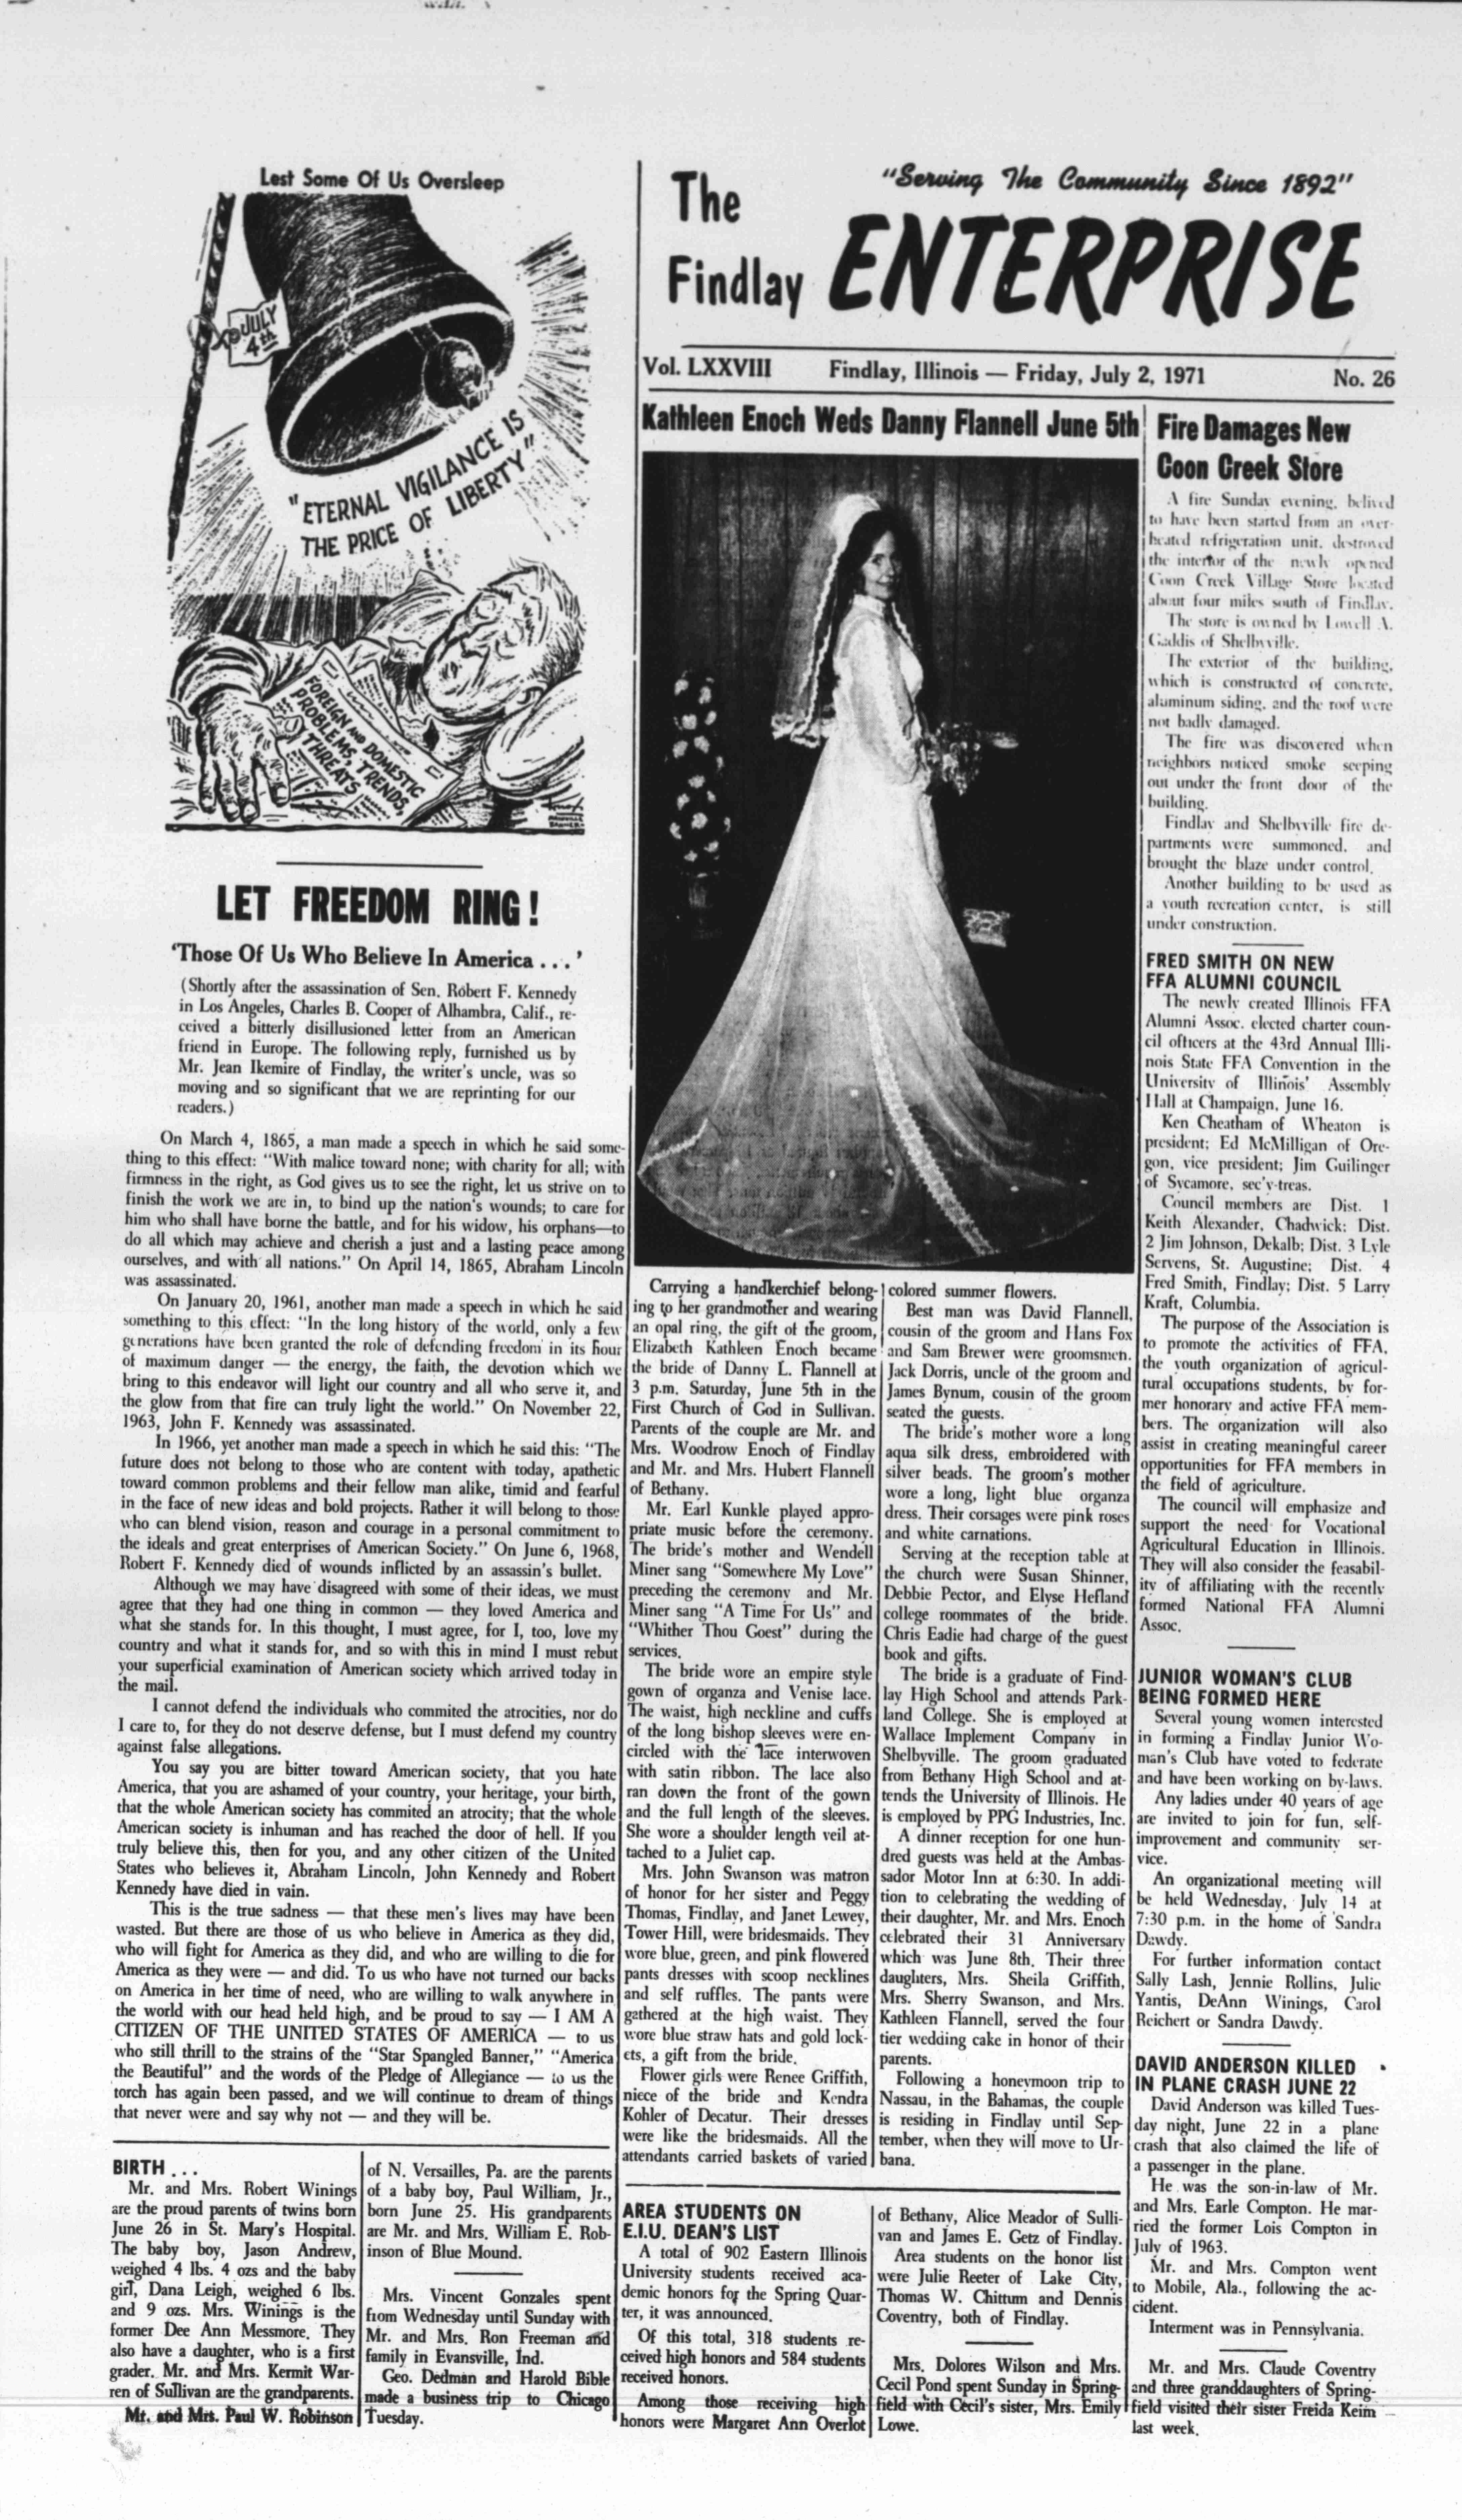 Lest Some Of Us Oversleep
JULY
4th
"ETERNAL VIGILANCE IS
THE PRICE OF LIBERTY"
FOREIGN AND DOMESTIC
PROBLEMS, TRENDS,
THREATS
The
Findlay
"Serving The Community Since 1892"
ENTERPRISE
Vol. LXXVIII Findlay, Illinois — Friday, July 2, 1971 No. 26
LET FREEDOM RING!
'Those Of Us Who Believe In America . . . '
(Shortly after the assassination of Sen. Robert F. Kennedy
in Los Angeles, Charles B. Cooper of Alhambra, Calif., re-
ceived a bitterly disillusioned letter from an American
friend in Europe. The following reply, furnished us by
Mr. Jean Ikemire of Findlay, the writer's uncle, was so
moving and so significant that we are reprinting for our
readers.)
On March 4, 1865, a man made a speech in which he said some-
thing to this effect: "With malice toward none; with charity for all; with
firmness in the right, as God gives us to see the right, let us strive on to
finish the work we are in, to bind up the nation's wounds; to care for
him who shall have borne the battle, and for his widow, his orphans—to
do all which may achieve and cherish a just and a lasting peace among
ourselves, and with all nations." On April 14, 1865, Abraham Lincoln
was assassinated.
On January 20, 1961, another man made a speech in which he said
something to this effect: "In the long history of the world, only a few
generations have been granted the role of defending freedom in its hour
of maximum danger — the energy, the faith, the devotion which we
bring to this endeavor will light our country and all who serve it, and
the glow from that fire can truly light the world." On November 22,
1963, John F. Kennedy was assassinated.
In 1966, yet another man made a speech in which he said this: "The
future does not belong to those who are content with today, apathetic
toward common problems and their fellow man alike, timid and fearful
in the face of new ideas and bold projects. Rather it will belong to those
who can blend vision, reason and courage in a personal commitment to
the ideals and great enterprises of American Society." On June 6, 1968,
Robert F. Kennedy died of wounds inflicted by an assassin's bullet.
Although we may have disagreed with some of their ideas, we must
agree that they had one thing in common — they loved America and
what she stands for. In this thought, I must agree, for I, too, love my
country and what it stands for, and so with this in mind I must rebut
your superficial examination of American society which arrived today in
the mail.
I cannot defend the individuals who commited the atrocities, nor do
I care to, for they do not deserve defense, but I must defend my country
against false allegations.
You say you are bitter toward American society, that you hate
America, that you are ashamed of your country, your heritage, your birth,
that the whole American society has commited an atrocity; that the whole
American society is inhuman and has reached the door of hell. If you
truly believe this, then for you, and any other citizen of the United
States who believes it, Abraham Lincoln, John Kennedy and Robert
Kennedy have died in vain.
This is the true sadness — that these men's lives may have been
wasted. But there are those of us who believe in America as they did,
who will fight for America as they did, and who are willing to die for
America as they were — and did. To us who have not turned our backs
on America in her time of need, who are willing to walk anywhere in
the world with our head held high, and be proud to say — I AM A
CITIZEN OF THE UNITED STATES OF AMERICA — to us
who still thrill to the strains of the "Star Spangled Banner," "America
the Beautiful" and the words of the Pledge of Allegiance — to us the
torch has again been passed, and we will continue to dream of things
that never were and say why not — and they will be.
BIRTH . . .
Mr. and Mrs. Robert Winings
are the proud parents of twins born
June 26 in St. Mary's Hospital.
The baby boy, Jason Andrew,
weighed 4 lbs. 4 ozs and the baby
girl, Dana Leigh, weighed 6 lbs.
and 9 ozs. Mrs. Winings is the
former Dee Ann Messmore. They
also have a daughter, who is a first
grader. Mr. and Mrs. Kermit War-
ren of Sullivan are the grandparents.
Mr. and Mrs. Paul W. Robinson
of N. Versailles, Pa. are the parents
of a baby boy, Paul William, Jr.,
born June 25. His grandparents
are Mr. and Mrs. William E. Rob-
inson of Blue Mound.
Mrs. Vincent Gonzales spent
from Wednesday until Sunday with
Mr. and Mrs. Ron Freeman and
family in Evansville, Ind.
Geo. Dedman and Harold Bible
made a business trip to Chicago
Tuesday.
Kathleen Enoch Weds Danny Flannell June 5th
Carrying a handkerchief belong-
ing to her grandmother and wearing
an opal ring, the gift of the groom,
Elizabeth Kathleen Enoch became
the bride of Danny L. Flannell at
3 p.m. Saturday, June 5th in the
First Church of God in Sullivan.
Parents of the couple are Mr. and
Mrs. Woodrow Enoch of Findlay
and Mr. and Mrs. Hubert Flannell
of Bethany.
Mr. Earl Kunkle played appro-
priate music before the ceremony.
The bride's mother and Wendell
Miner sang "Somewhere My Love"
preceding the ceremony and Mr.
Miner sang "A Time For Us" and
"Whither Thou Goest" during the
services.
The bride wore an empire style
gown of organza and Venise lace.
The waist, high neckline and cuffs
of the long bishop sleeves were en-
circled with the lace interwoven
with satin ribbon. The lace also
ran down the front of the gown
and the full length of the sleeves.
She wore a shoulder length veil at-
tached to a Juliet cap.
Mrs. John Swanson was matron
of honor for her sister and Peggy
Thomas, Findlay, and Janet Lewey,
Tower Hill, were bridesmaids. They
wore blue, green, and pink flowered
pants dresses with scoop necklines
and self ruffles. The pants were
gathered at the high waist. They
wore blue straw hats and gold lock-
ets, a gift from the bride.
Flower girls were Renee Griffith,
niece of the bride and Kendra
Kohler of Decatur. Their dresses
were like the bridesmaids. All the
attendants carried baskets of varied
colored summer flowers.
Best man was David Flannell,
cousin of the groom and Hans Fox
and Sam Brewer were groomsmen.
Jack Dorris, uncle of the groom and
James Bynum, cousin of the groom
seated the guests.
The bride's mother wore a long
aqua silk dress, embroidered with
silver beads. The groom's mother
wore a long, light blue organza
dress. Their corsages were pink roses
and white carnations.
Serving at the reception table at
the church were Susan Shinner,
Debbie Pector, and Elyse Hefland
college roommates of the bride.
Chris Eadie had charge of the guest
book and gifts.
The bride is a graduate of Find-
lay High School and attends Park-
land College. She is employed at
Wallace Implement Company in
Shelbyville. The groom graduated
from Bethany High School and at-
tends the University of Illinois. He
is employed by PPG Industries, Inc.
A dinner reception for one hun-
dred guests was held at the Ambas-
sador Motor Inn at 6:30. In addi-
tion to celebrating the wedding of
their daughter, Mr. and Mrs. Enoch
celebrated their 31 Anniversary
which was June 8th. Their three
daughters, Mrs. Sheila Griffith,
Mrs. Sherry Swanson, and Mrs.
Kathleen Flannell, served the four
tier wedding cake in honor of their
parents.
Following a honeymoon trip to
Nassau, in the Bahamas, the couple
is residing in Findlay until Sep-
tember, when they will move to Ur-
bana.
AREA STUDENTS ON
E.I.U. DEAN'S LIST
A total of 902 Eastern Illinois
University students received aca-
demic honors for the Spring Quar-
ter, it was announced.
Of this total, 318 students re-
ceived high honors and 584 students
received honors.
Among those receiving high
honors were Margaret Ann Overlot
of Bethany, Alice Meador of Sulli-
van and James E. Getz of Findlay.
Area students on the honor list
were Julie Reeter of Lake City,
Thomas W. Chittum and Dennis
Coventry, both of Findlay.
Mrs. Dolores Wilson and Mrs.
Cecil Pond spent Sunday in Spring-
field with Cecil's sister, Mrs. Emily
Lowe.
Fire Damages New
Coon Creek Store
A fire Sunday evening, belived
to have been started from an over-
heated refrigeration unit, destroyed
the interior of the newly opened
Coon Creek Village Store located
about four miles south of Findlay.
The store is owned by Lowell A.
Gaddis of Shelbyville.
The exterior of the building,
which is constructed of concrete,
aluminum siding, and the roof were
not badly damaged.
The fire was discovered when
neighbors noticed smoke seeping
out under the front door of the
building.
Findlay and Shelbyville fire de-
partments were summoned, and
brought the blaze under control.
Another building to be used as
a youth recreation center, is still
under construction.
FRED SMITH ON NEW
FFA ALUMNI COUNCIL
The newly created Illinois FFA
Alumni Assoc. elected charter coun-
cil officers at the 43rd Annual Illi-
nois State FFA Convention in the
University of Illinois' Assembly
Hall at Champaign, June 16.
Ken Cheatham of Wheaton is
president; Ed McMilligan of Ore-
gon, vice president; Jim Guilinger
of Sycamore, sec'y-treas.
Council members are Dist. 1
Keith Alexander, Chadwick; Dist.
2 Jim Johnson, Dekalb; Dist. 3 Lyle
Servens, St. Augustine; Dist. 4
Fred Smith, Findlay; Dist. 5 Larry
Kraft, Columbia.
The purpose of the Association is
to promote the activities of FFA,
the youth organization of agricul-
tural occupations students, by for-
mer honorary and active FFA mem-
bers. The organization will also
assist in creating meaningful career
opportunities for FFA members in
the field of agriculture.
The council will emphasize and
support the need for Vocational
Agricultural Education in Illinois.
They will also consider the feasabil-
ity of affiliating with the recently
formed National FFA Alumni
Assoc.
JUNIOR WOMAN'S CLUB
BEING FORMED HERE
Several young women interested
in forming a Findlay Junior Wo-
man's Club have voted to federate
and have been working on by-laws.
Any ladies under 40 years of age
are invited to join for fun, self-
improvement and community ser-
vice.
An organizational meeting will
be held Wednesday, July 14 at
7:30 p.m. in the home of Sandra
Dawdy.
For further information contact
Sally Lash, Jennie Rollins, Julie
Yantis, DeAnn Winings, Carol
Reichert or Sandra Dawdy.
DAVID ANDERSON KILLED
IN PLANE CRASH JUNE 22
David Anderson was killed Tues-
day night, June 22 in a plane
crash that also claimed the life of
a passenger in the plane.
He was the son-in-law of Mr.
and Mrs. Earle Compton. He mar-
ried the former Lois Compton in
July of 1963.
Mr. and Mrs. Compton went
to Mobile, Ala., following the ac-
cident.
Interment was in Pennsylvania.
Mr. and Mrs. Claude Coventry
and three granddaughters of Spring-
field visited their sister Freida Keim
last week.